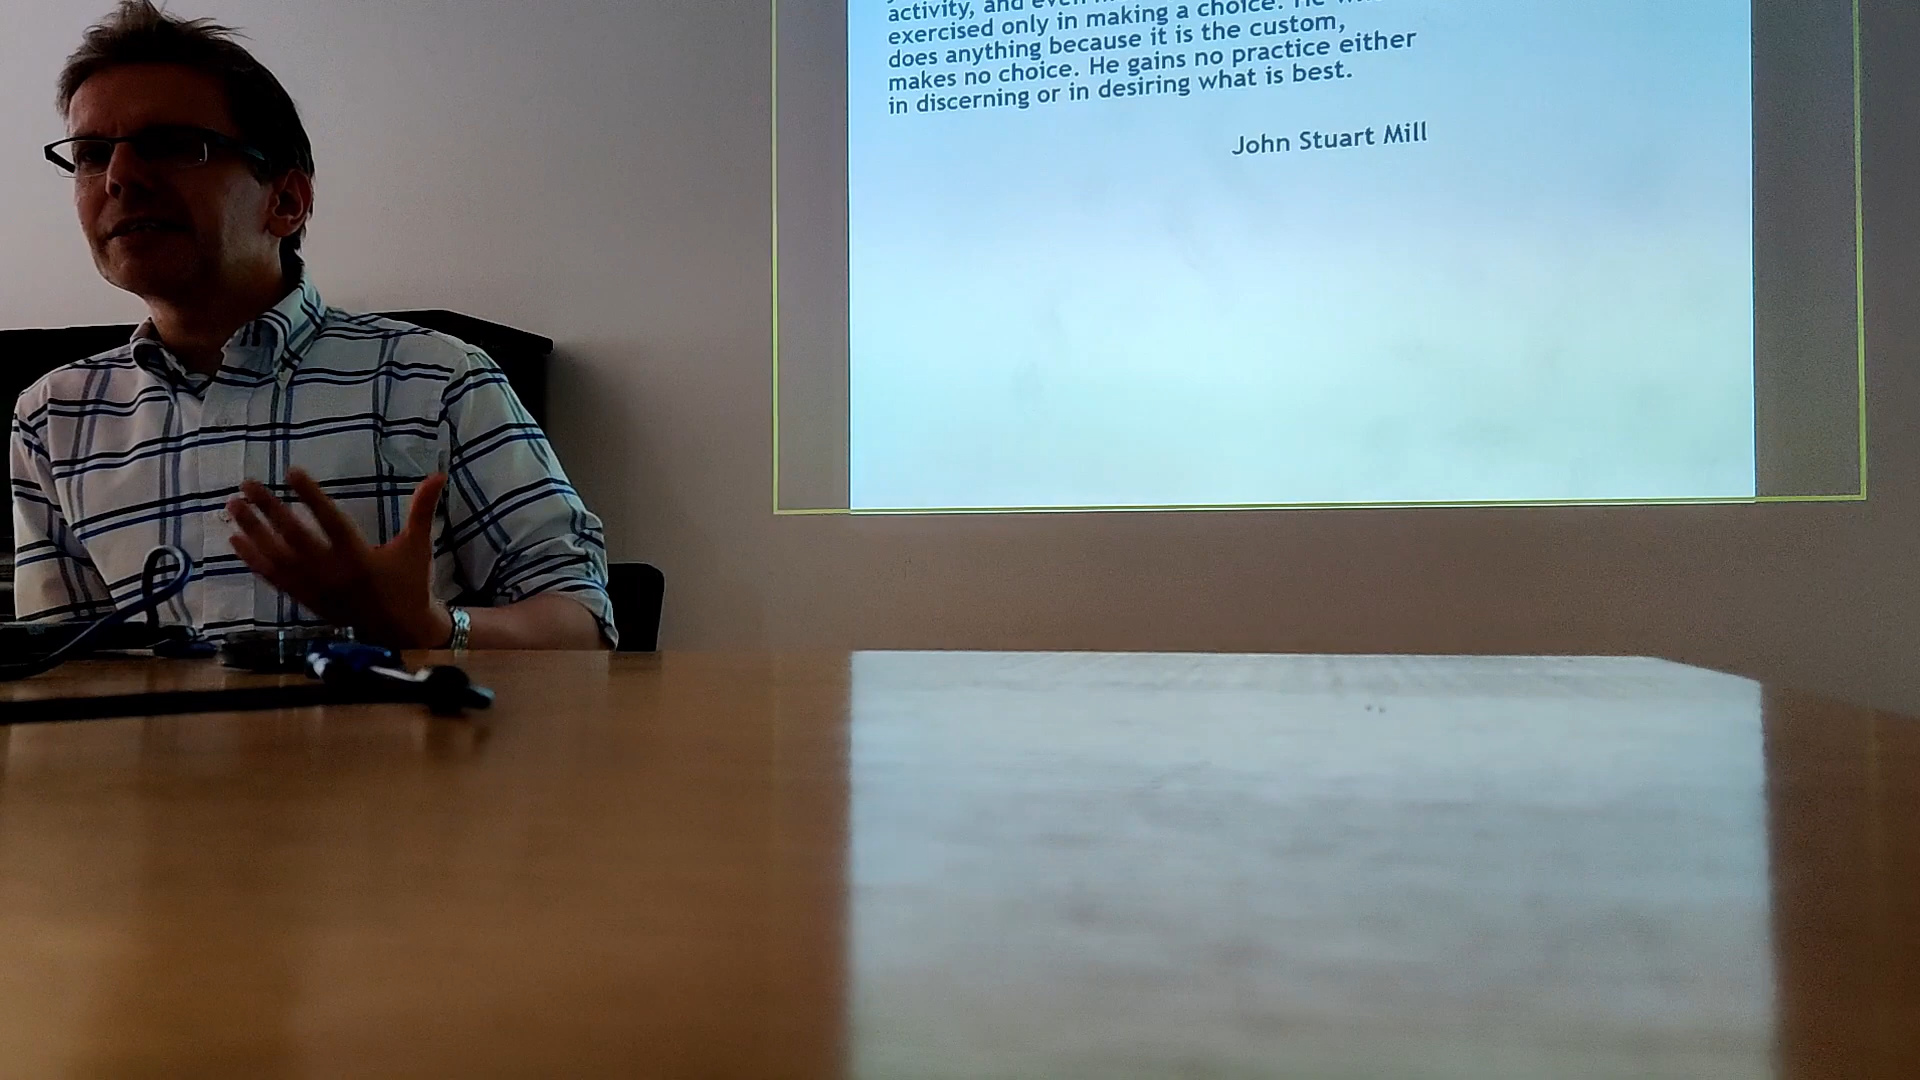 activity, and even
exercised only in making a choice. He
does anything because it is the custom,
makes no choice. He gains no practice either
in discerning or in desiring what is best.
John Stuart Mill